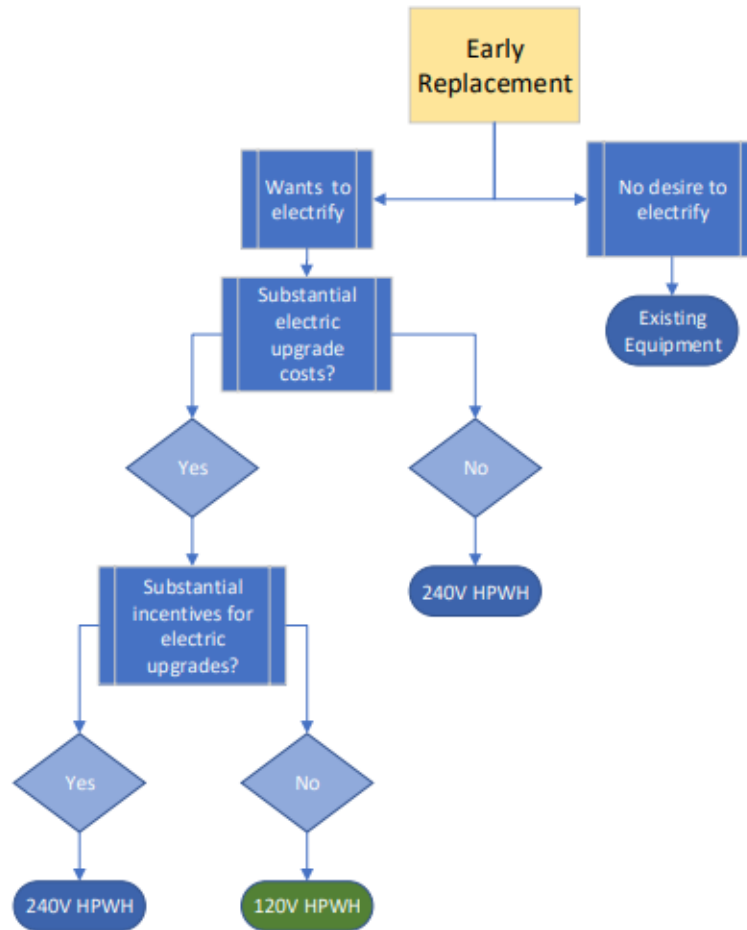 Early
Replacement
Wants to
electrify
No desire to
electrify
Substantial
electric
upgrade
costs?
Existing
Equipment
Yes
No
Substantial
incentives for
electric
upgrades?
240V HPWH
Yes
No
240V HPWH
120V HPWH